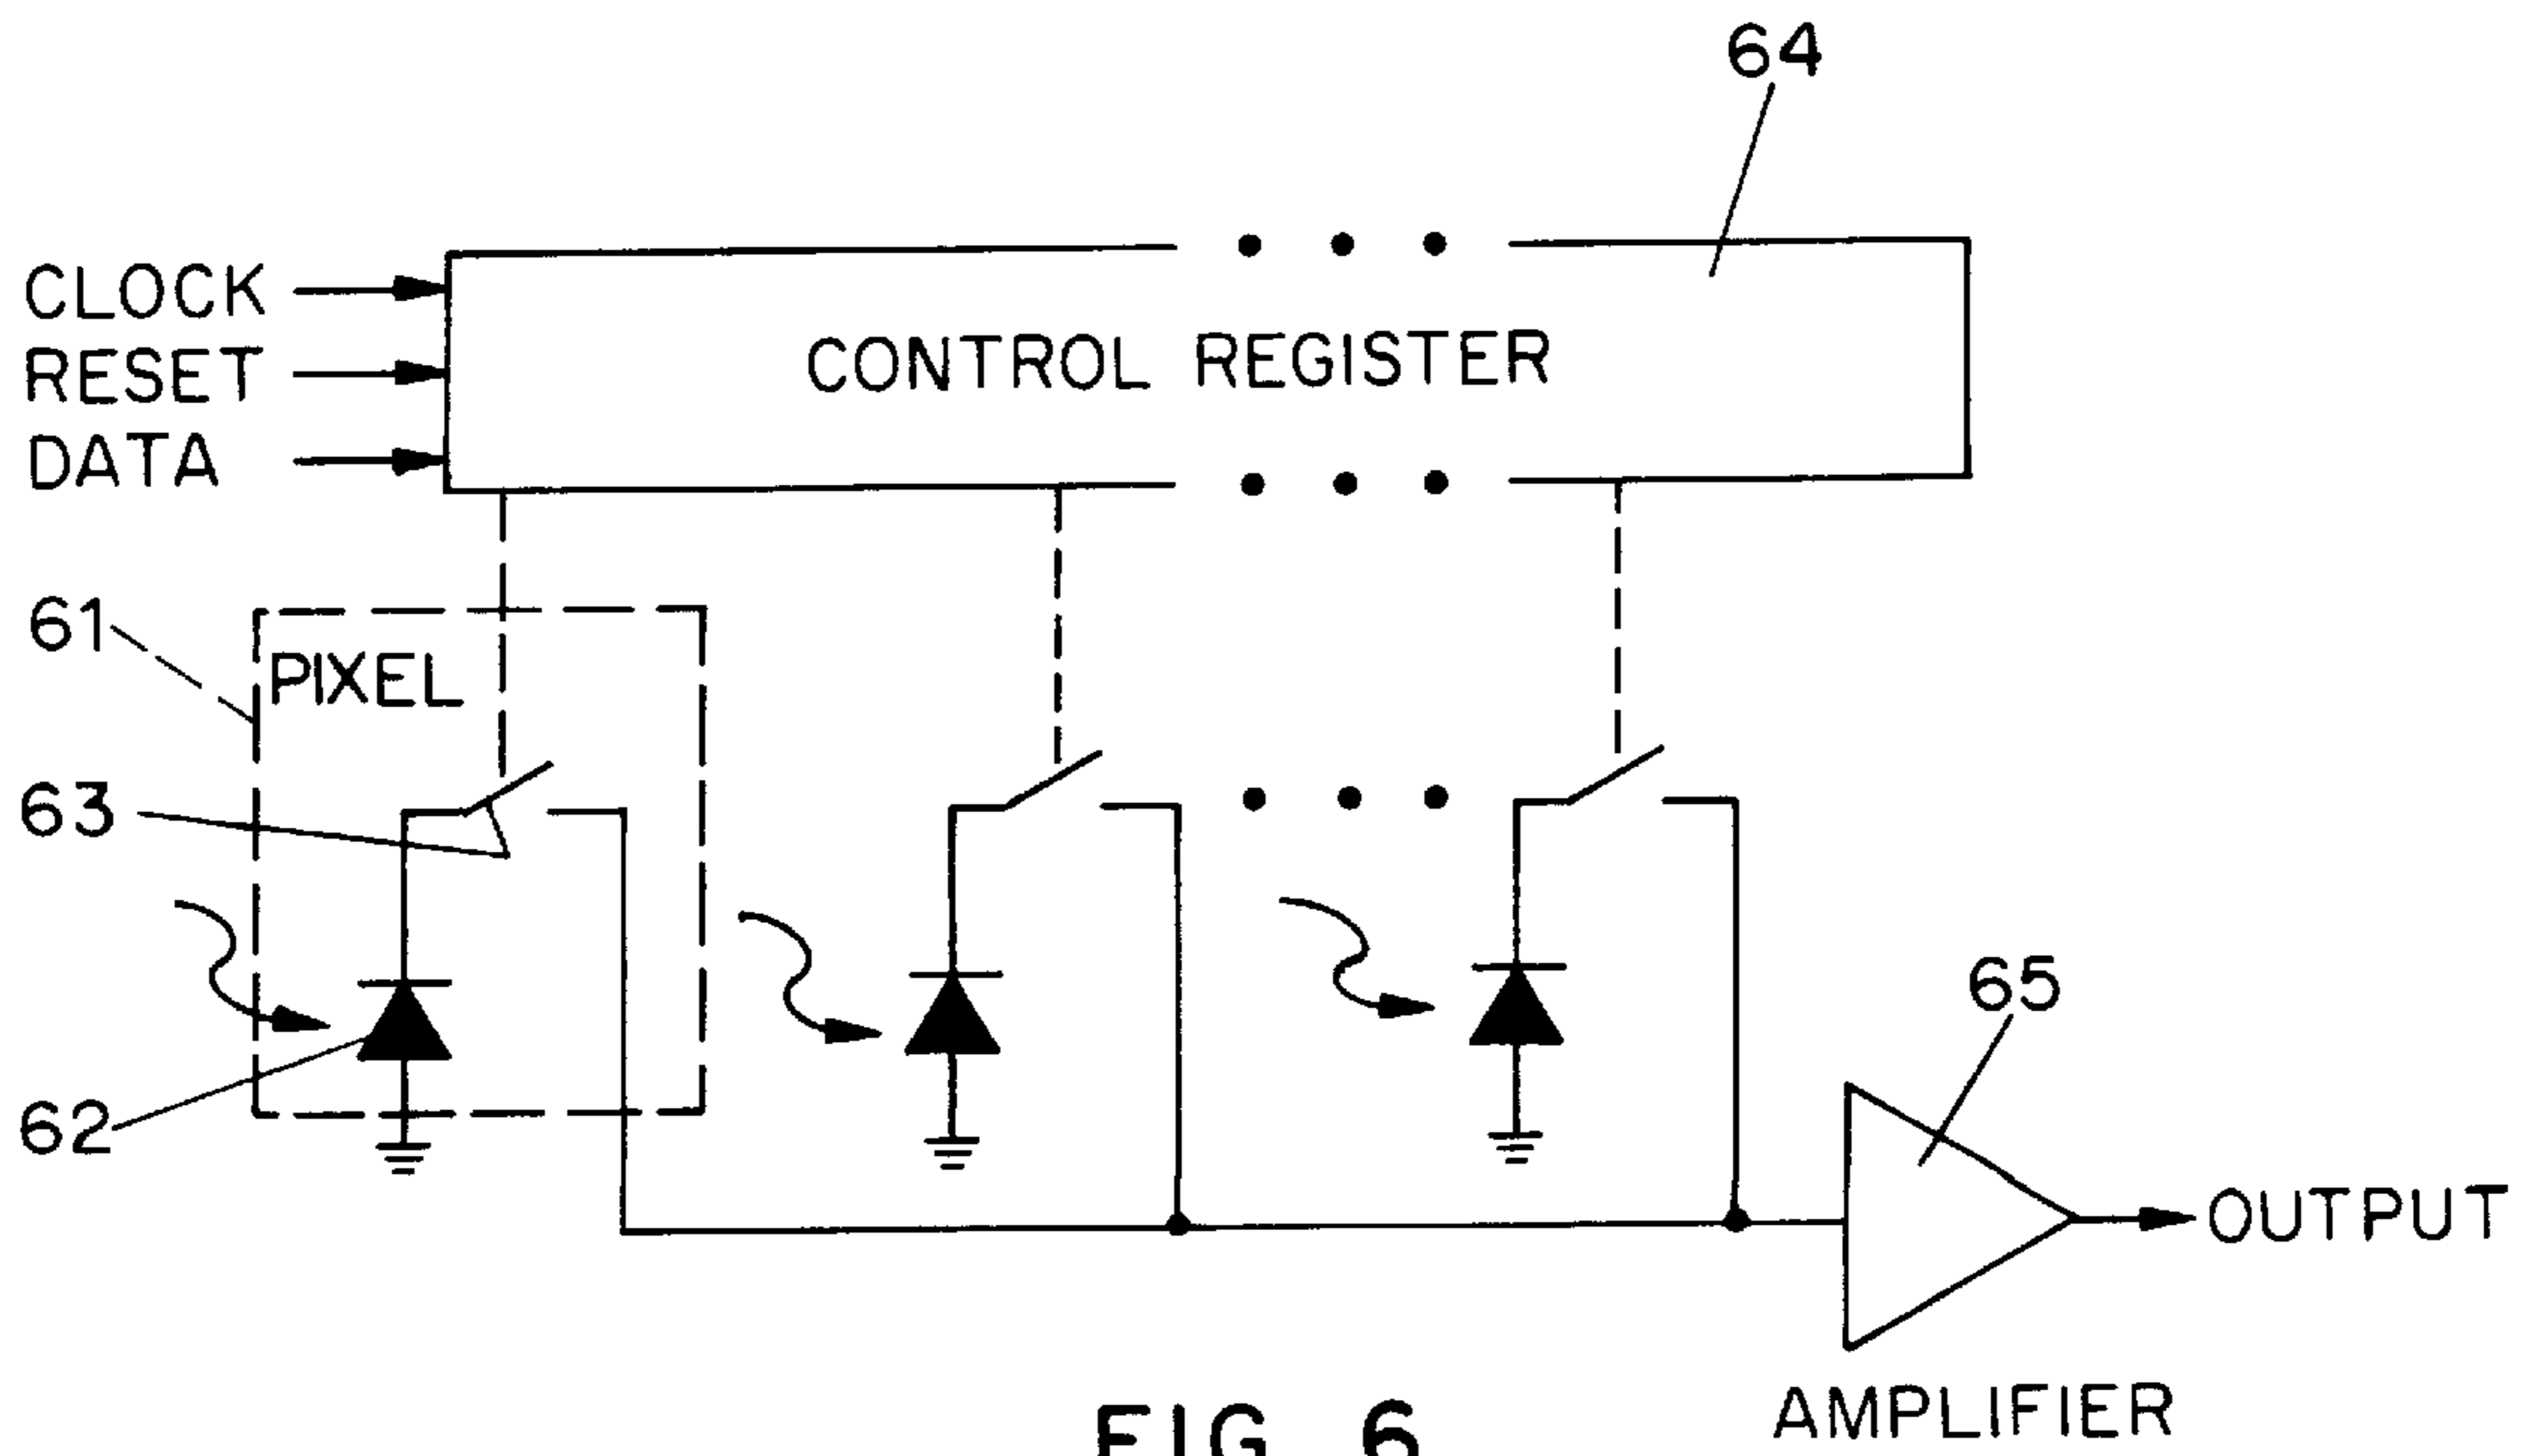 64
CLOCK
RESET
DATA
CONTROL REGISTER
61
PIXEL
63
62
65
OUTPUT
AMPLIFIER
FIG. 6